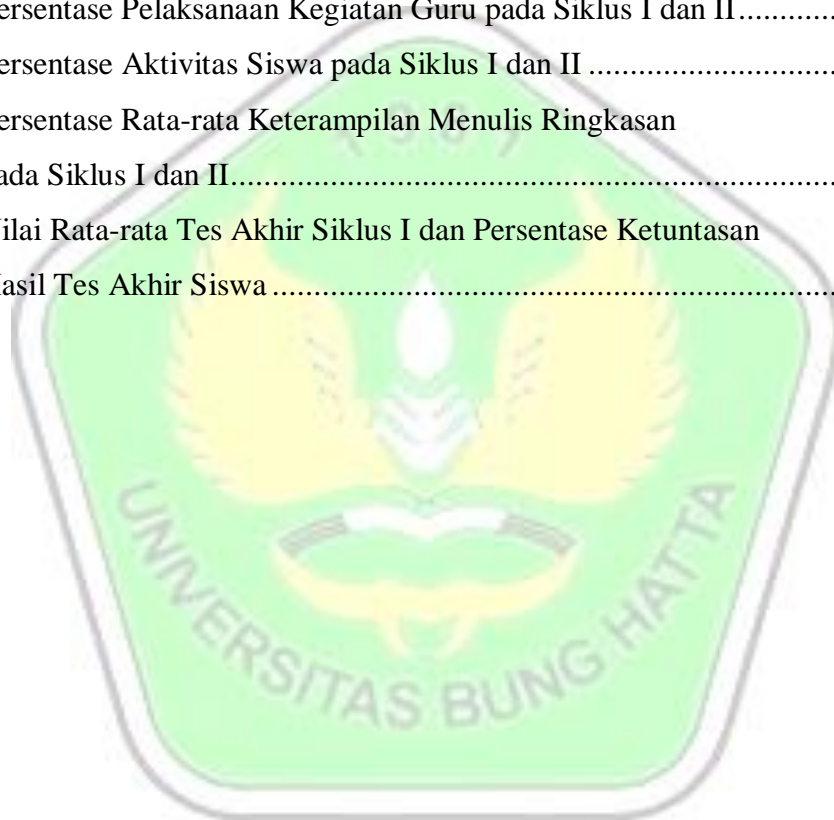 ersentase Pelaksanaan Kegiatan Guru pada Siklus I dan II............
ersentase Aktivitas Siswa pada Siklus I dan II ..............................
ersentase Rata-rata Keterampilan Menulis Ringkasan
ada Siklus I dan II.........................................................................
ilai Rata-rata Tes Akhir Siklus I dan Persentase Ketuntasan
asil Tes Akhir Siswa ....................................................................
UNIVERSITAS BUNG HATTA